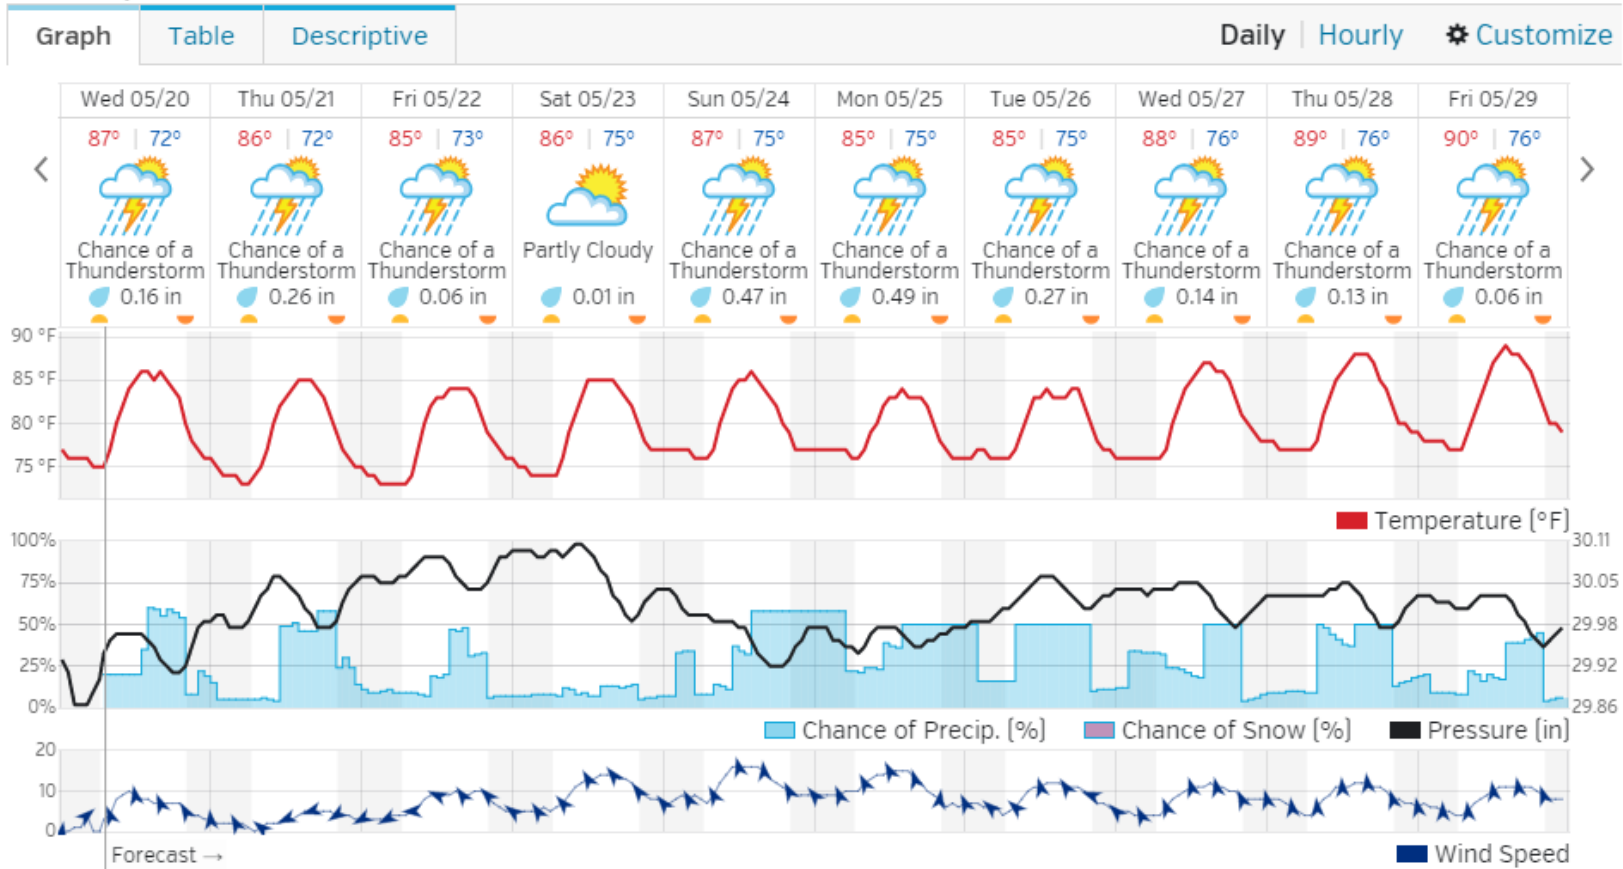 Graph Table Descriptive Daily Hourly Customize
Wed 05/20 Thu 05/21 Fri 05/22 Sat 05/23 Sun 05/24 Mon 05/25 Tue 05/26 Wed 05/27 Thu 05/28 Fri 05/29
87° | 72° 86° | 72° 85° | 73° 86° | 75° 87° | 75° 85° | 75° 85° | 75° 88° | 76° 89° | 76° 90° | 76°
Chance of a Chance of a Chance of a Partly Cloudy Chance of a Chance of a Chance of a Chance of a Chance of a Chance of a
Thunderstorm Thunderstorm Thunderstorm Thunderstorm Thunderstorm Thunderstorm Thunderstorm Thunderstorm Thunderstorm
0.16 in 0.26 in 0.06 in 0.01 in 0.47 in 0.49 in 0.27 in 0.14 in 0.13 in 0.06 in
90 °F
85 °F
80 °F
75 °F
Temperature (°F)
100% 30.11
75% 30.05
50% 29.98
25% 29.92
0% 29.86
Chance of Precip. (%) Chance of Snow (%) Pressure (in)
20
10
0
Forecast →
Wind Speed